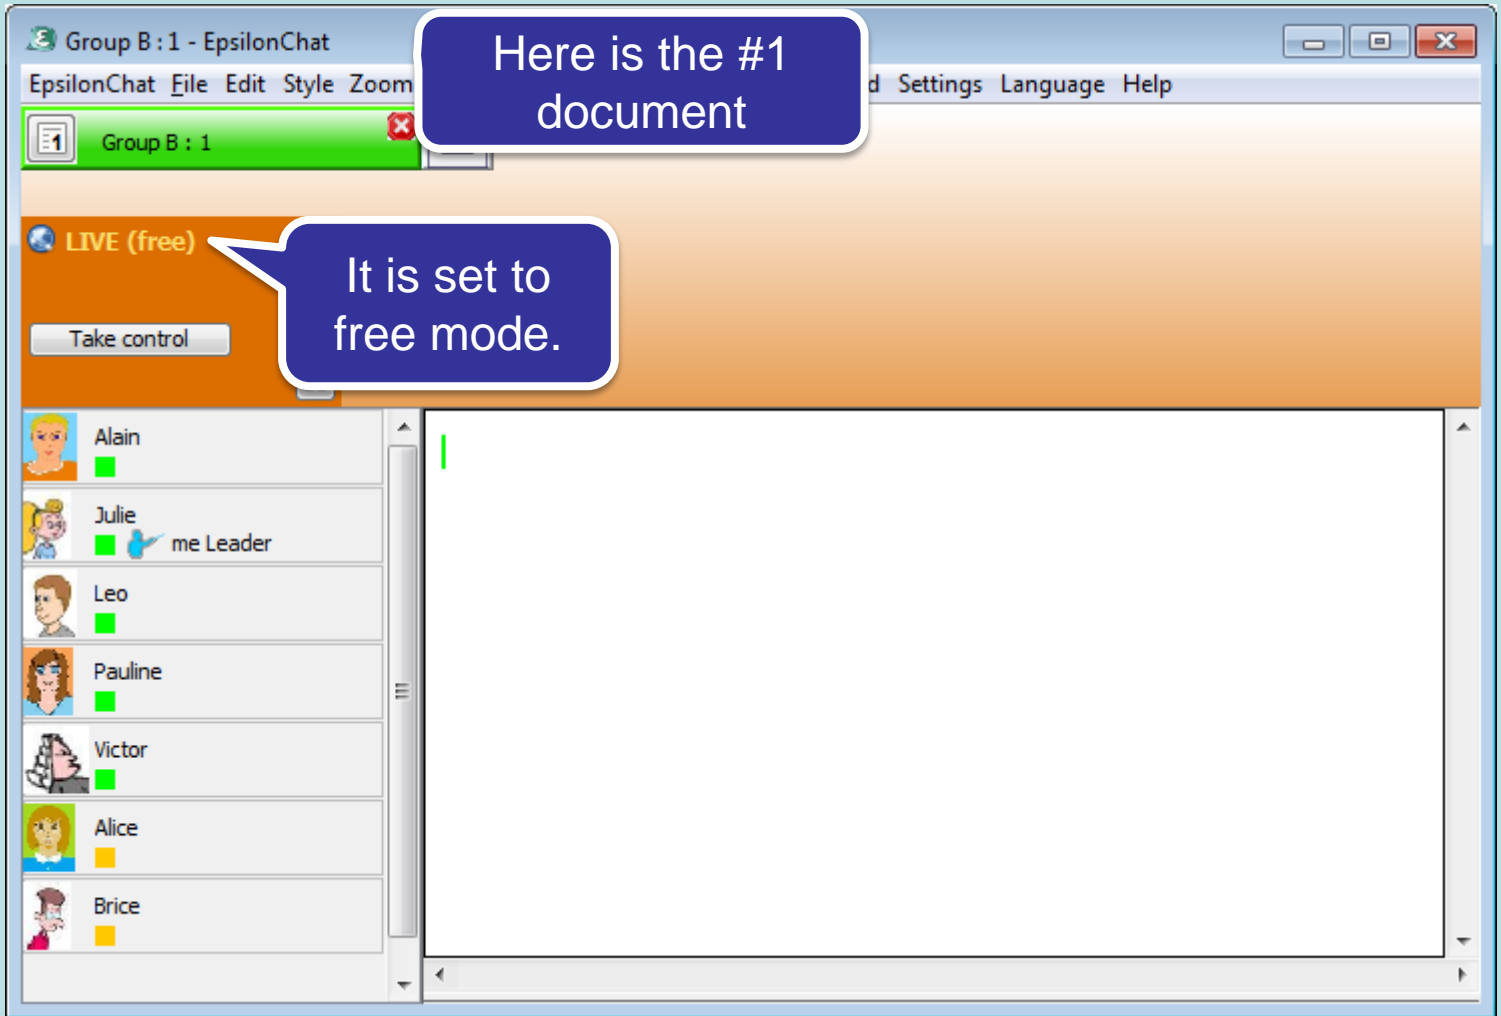 Group B : 1 - EpsilonChat
Here is the #1
document
EpsilonChat File Edit Style Zoom d Settings Language Help
1 Group B : 1
LIVE (free)
It is set to
free mode.
Take control
Alain
Julie
me Leader
Leo
Pauline
Victor
Alice
Brice